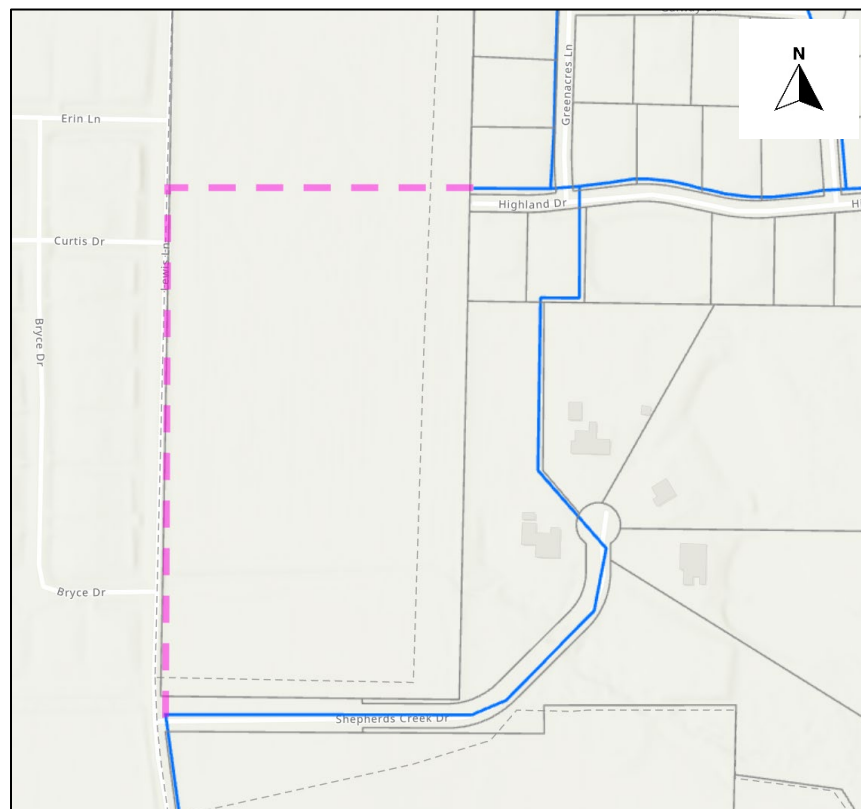 N
Erin Ln
Greenacres Ln
Highland Dr
Curtis Dr
Lewis Ln
Bryce Dr
Bryce Dr
Shepherds Creek Dr